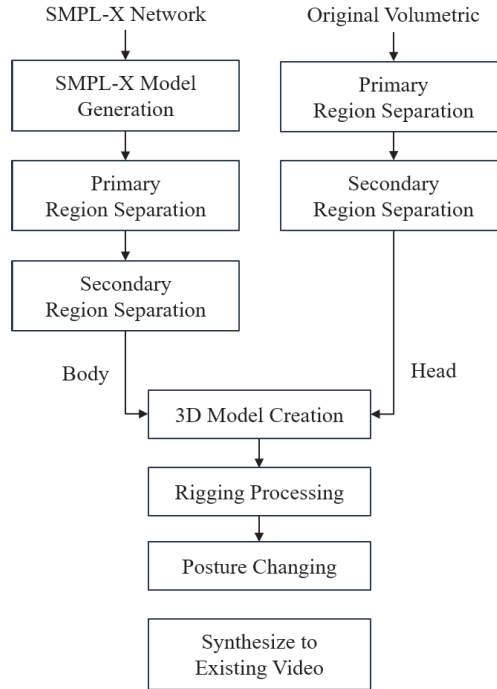 SMPL-X Network
SMPL-X Model
Generation
Primary
Region Separation
Secondary
Region Separation
Body
Original Volumetric
Primary
Region Separation
Secondary
Region Separation
Head
3D Model Creation
Rigging Processing
Posture Changing
Synthesize to
Existing Video